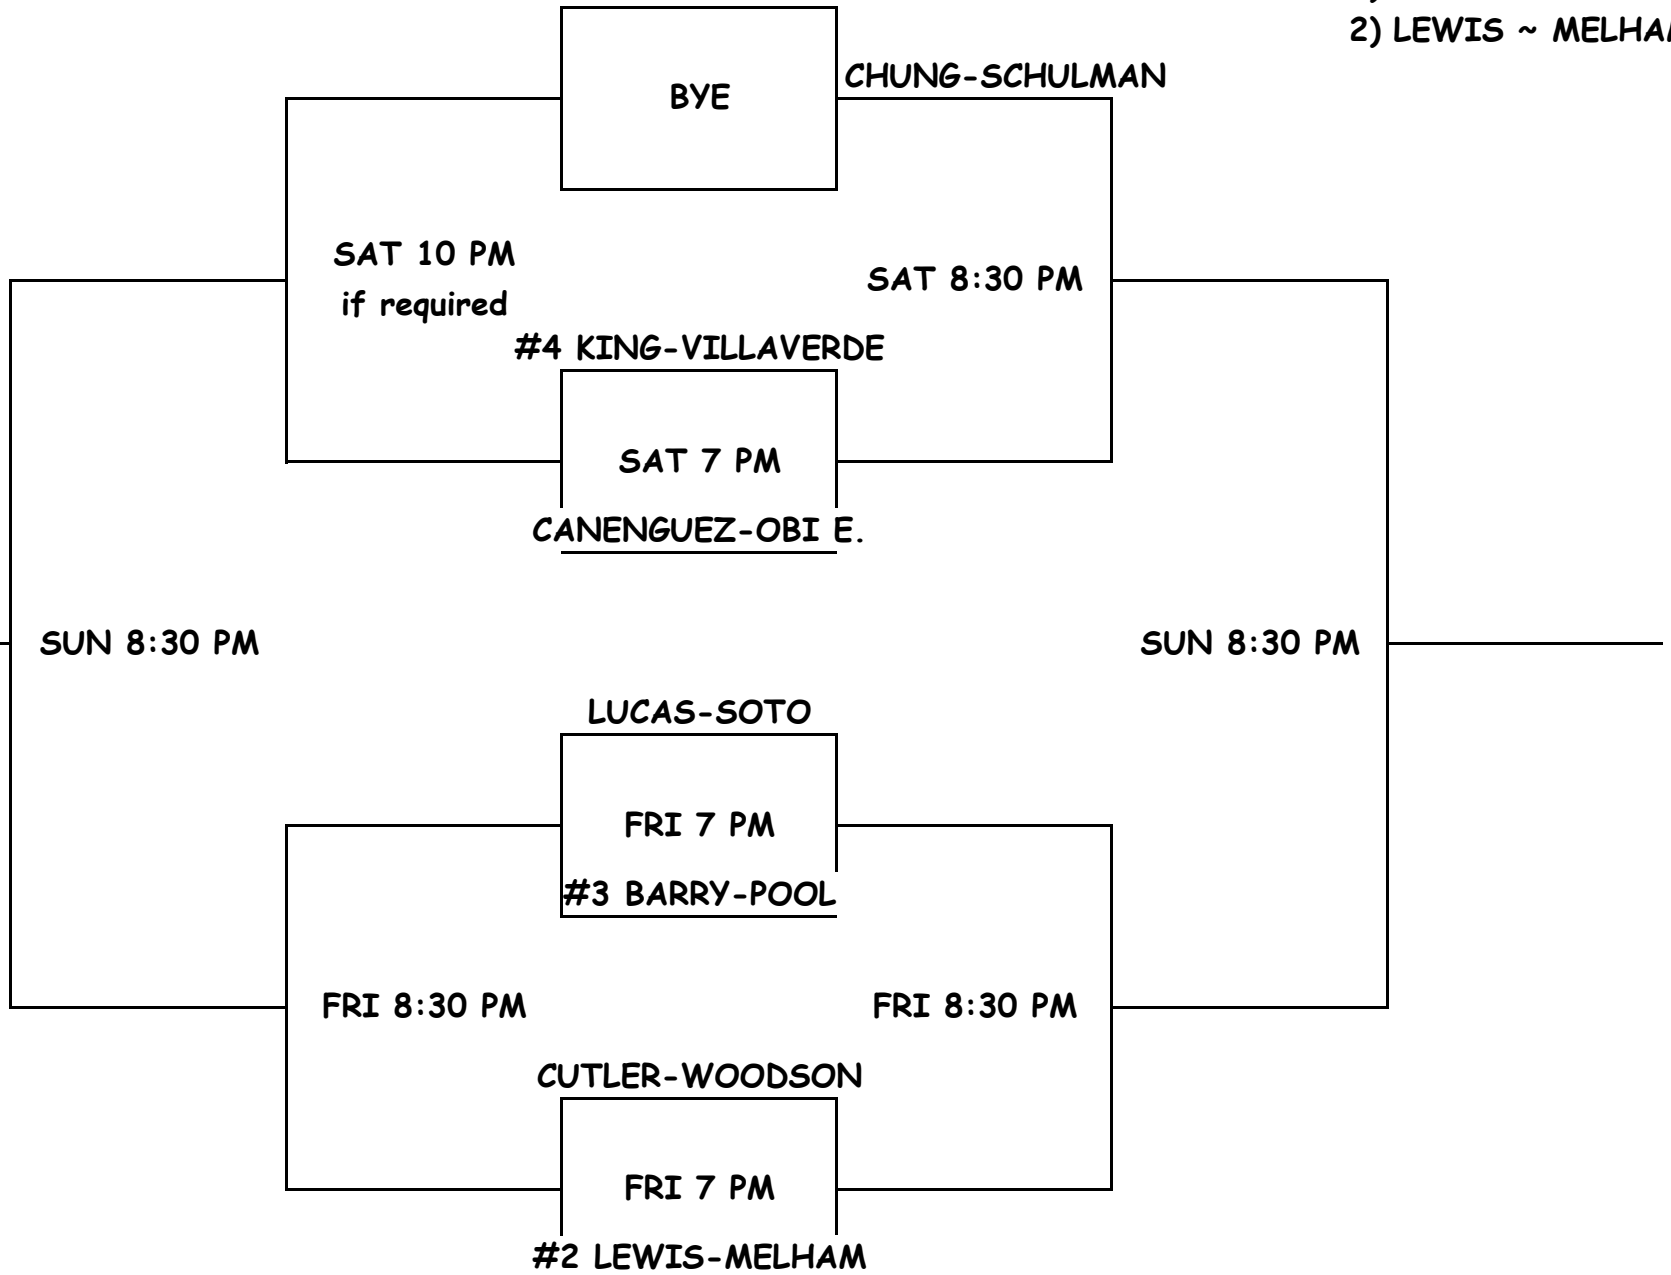 2) LEWIS ~
CHUNG-SCHULMAN
BYE
SAT 10 PM
if required
SAT 8:30 PM
#4 KING-VILLAVERDE
SAT 7 PM
CANENGUEZ-OBI E.
SUN 8:30 PM
SUN 8:30 PM
LUCAS-SOTO
FRI 7 PM
#3 BARRY-POOL
FRI 8:30 PM
FRI 8:30 PM
CUTLER-WOODSON
FRI 7 PM
#2 LEWIS-MELHAM